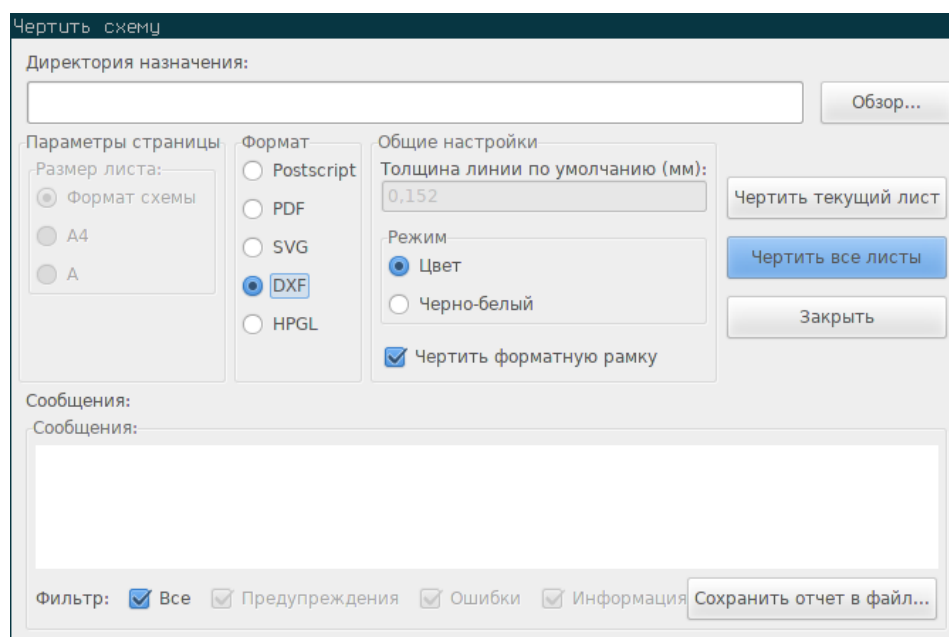 Чертить схему
Директория назначения:
Обзор...
Параметры страницы
Размер листа:
Формат схемы
A4
A
Формат
Postscript
PDF
SVG
DXF
HPGL
Общие настройки
Толщина линии по умолчанию (мм):
0,152
Режим
Цвет
Черно-белый
Чертить форматную рамку
Чертить текущий лист
Чертить все листы
Закрыть
Сообщения:
Сообщения:
Фильтр: Все Предупреждения Ошибки Информация Сохранить отчет в файл...